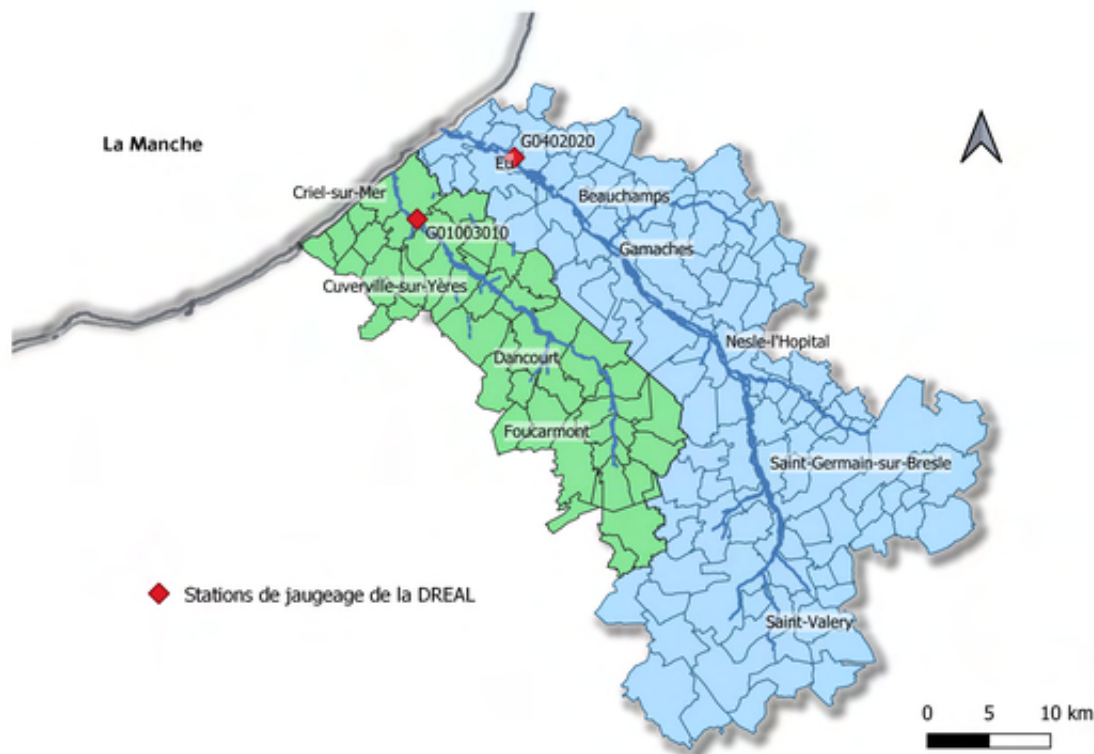 La Manche
G0402020
Eu
Criel-sur-Mer
Beauchamps
G01003010
Gamaches
Cuverville-sur-Yères
Nesle-l'Hopital
Dancourt
Foucarmont
Saint-Germain-sur-Bresle
Stations de jaugeage de la DREAL
Saint-Valery
0 5 10 km